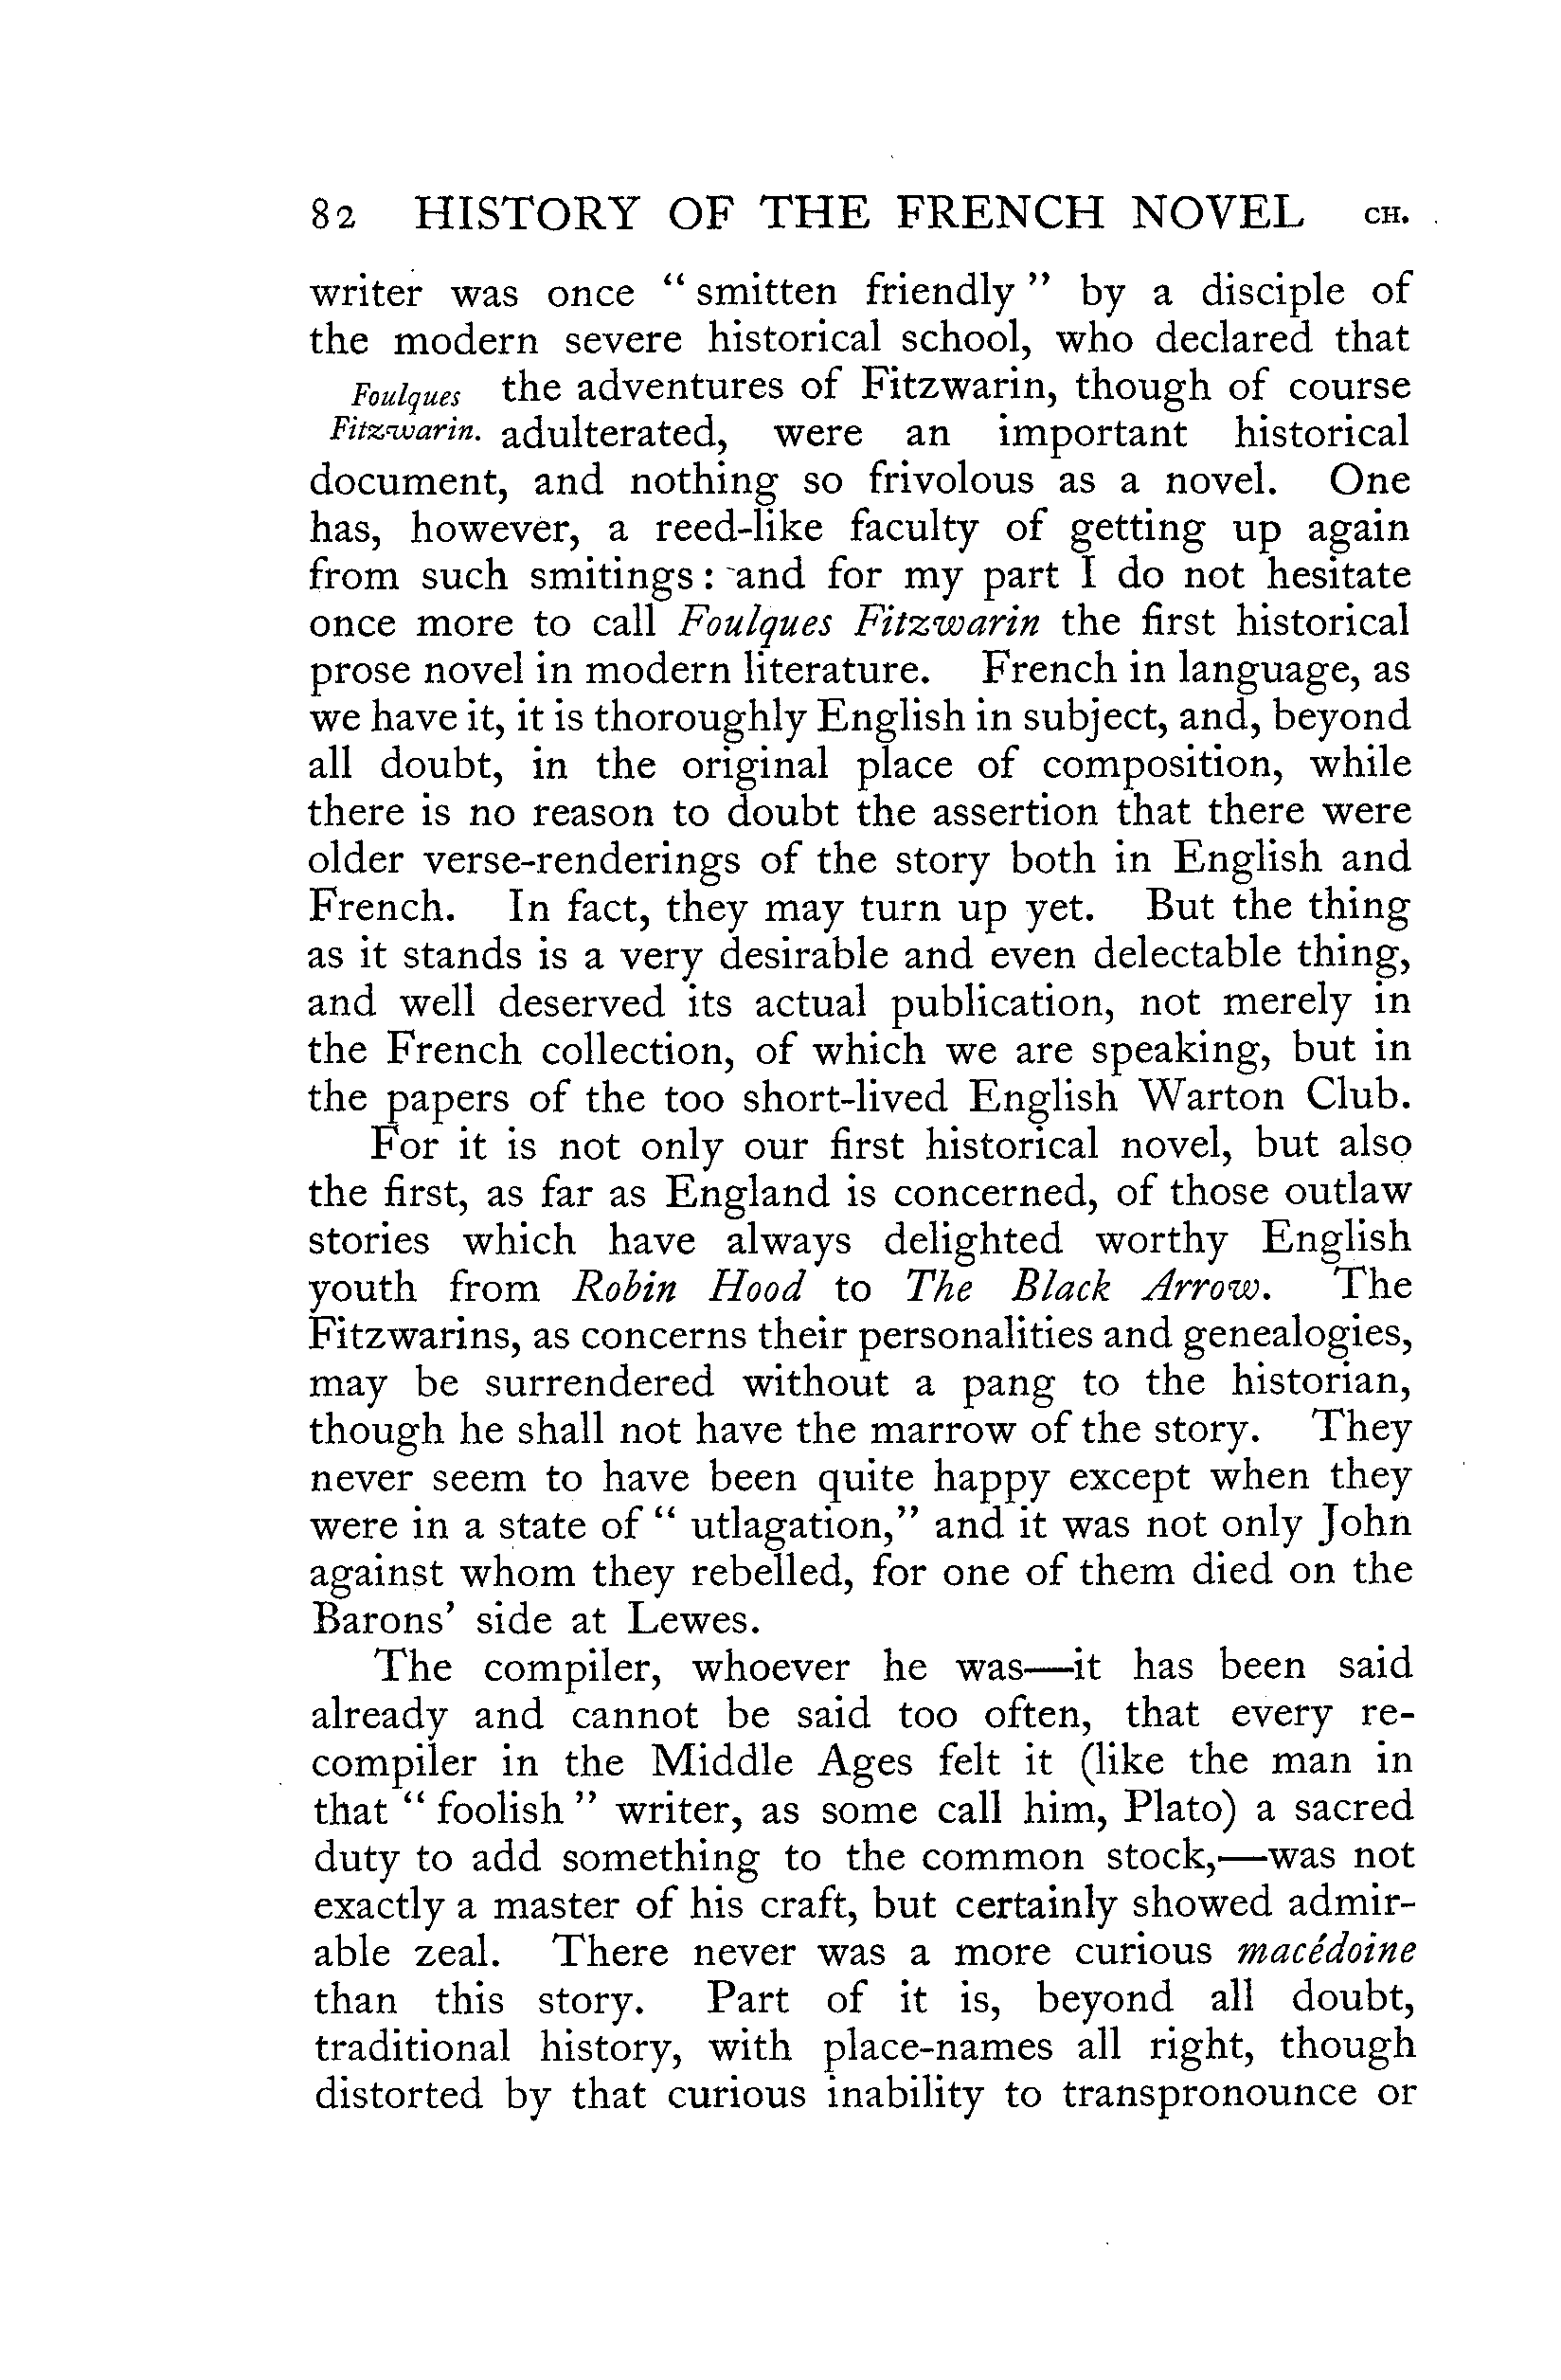 82 HISTORY OF THE FRENCH NOVEL CH.
writer was once “ smitten friendly ” by a disciple of
the modern severe historical school, who declared that
Foulques the adventures of Fitzwarin, though of course
Fitzwarin. adulterated, were an important historical
document, and nothing so frivolous as a novel. One
has, however, a reed-like faculty of getting up again
from such smitings: and for my part I do not hesitate
once more to call Foulques Fitzwarin the first historical
prose novel in modern literature. French in language, as
we have it, it is thoroughly English in subject, and, beyond
all doubt, in the original place of composition, while
there is no reason to doubt the assertion that there were
older verse-renderings of the story both in English and
French. In fact, they may turn up yet. But the thing
as it stands is a very desirable and even delectable thing,
and well deserved its actual publication, not merely in
the French collection, of which we are speaking, but in
the papers of the too short-lived English Warton Club.
For it is not only our first historical novel, but also
the first, as far as England is concerned, of those outlaw
stories which have always delighted worthy English
youth from Robin Hood to The Black Arrow. The
Fitzwarins, as concerns their personalities and genealogies,
may be surrendered without a pang to the historian,
though he shall not have the marrow of the story. They
never seem to have been quite happy except when they
were in a state of “ utlagation,” and it was not only John
against whom they rebelled, for one of them died on the
Barons’ side at Lewes.
The compiler, whoever he was—it has been said
already and cannot be said too often, that every re-
compiler in the Middle Ages felt it (like the man in
that “ foolish ” writer, as some call him, Plato) a sacred
duty to add something to the common stock,—was not
exactly a master of his craft, but certainly showed admir-
able zeal. There never was a more curious macédoine
than this story. Part of it is, beyond all doubt,
traditional history, with place-names all right, though
distorted by that curious inability to transpronounce or